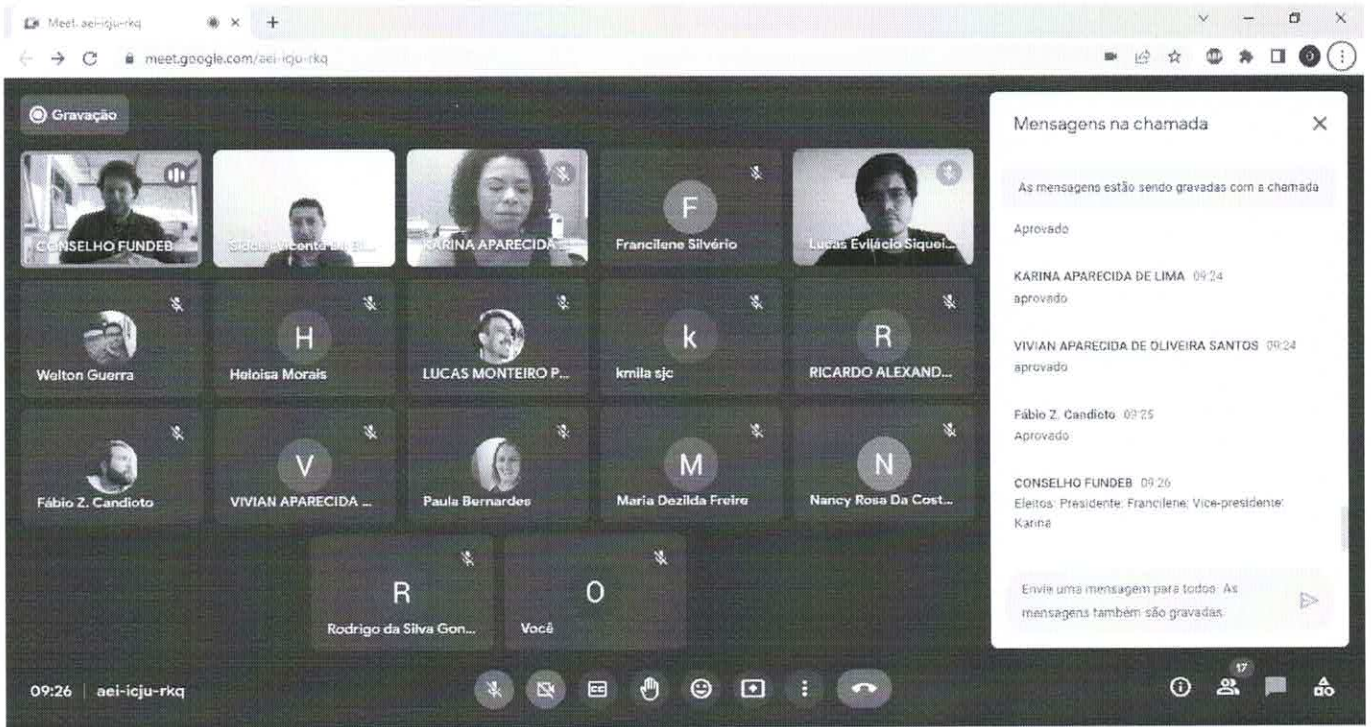 Meet: aei-icju-rkq
meet.google.com/aei-icju-rkq
Gravação
CONSELHO FUNDEB
KARINA APARECIDA ...
F
Francilene Silvério
Lucas Evilácio Siquei...
Welton Guerra
H
Heloisa Morais
LUCAS MONTEIRO P...
k
kmila sjc
R
RICARDO ALEXAND...
Fábio Z. Candioto
V
VIVIAN APARECIDA ...
Paula Bernardes
M
Maria Dezilda Freire
N
Nancy Rosa Da Cost...
R
Rodrigo da Silva Gon...
O
Você
Mensagens na chamada
As mensagens estão sendo gravadas com a chamada
Aprovado
KARINA APARECIDA DE LIMA 09:24
aprovado
VIVIAN APARECIDA DE OLIVEIRA SANTOS 09:24
aprovado
Fábio Z. Candioto 09:25
Aprovado
CONSELHO FUNDEB 09:26
Eleitos: Presidente: Francilene; Vice-presidente:
Karina
Envie uma mensagem para todos. As
mensagens também são gravadas.
09:26 | aei-icju-rkq
17